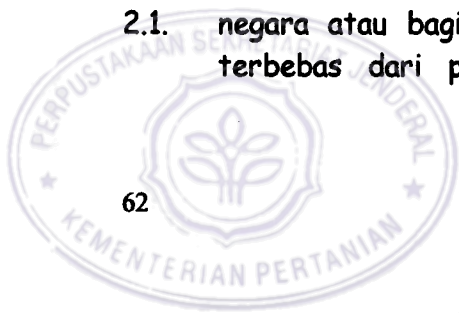 2.1. negara atau bagi
terbebas dari p
PERPUSTAKAAN SEKRETARIAT JENDERAL
62
KEMENTERIAN PERTANIAN